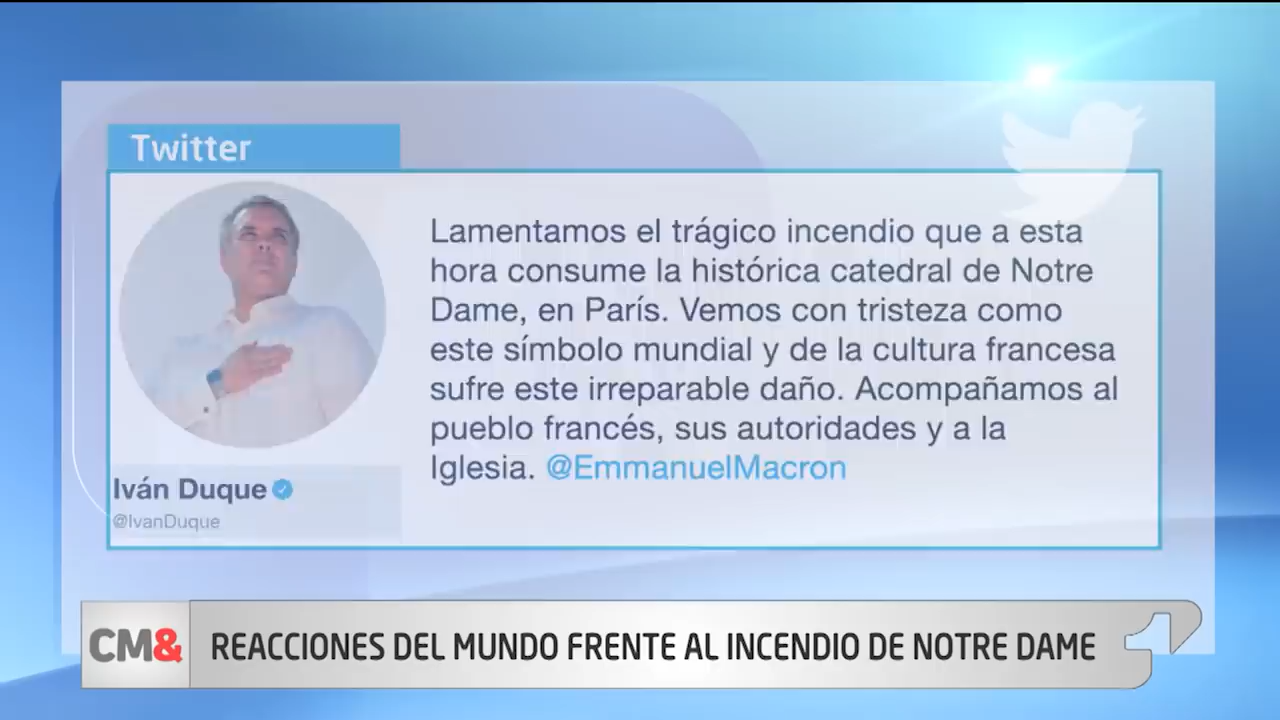 Twitter
Lamentamos el trágico incendio que a esta
hora consume la histórica catedral de Notre
Dame, en París. Vemos con tristeza como
este símbolo mundial y de la cultura francesa
sufre este irreparable daño. Acompañamos al
pueblo francés, sus autoridades y a la
Iglesia. @EmmanuelMacron
Iván Duque
@IvanDuque
CM& REACCIONES DEL MUNDO FRENTE AL INCENDIO DE NOTRE DAME 1